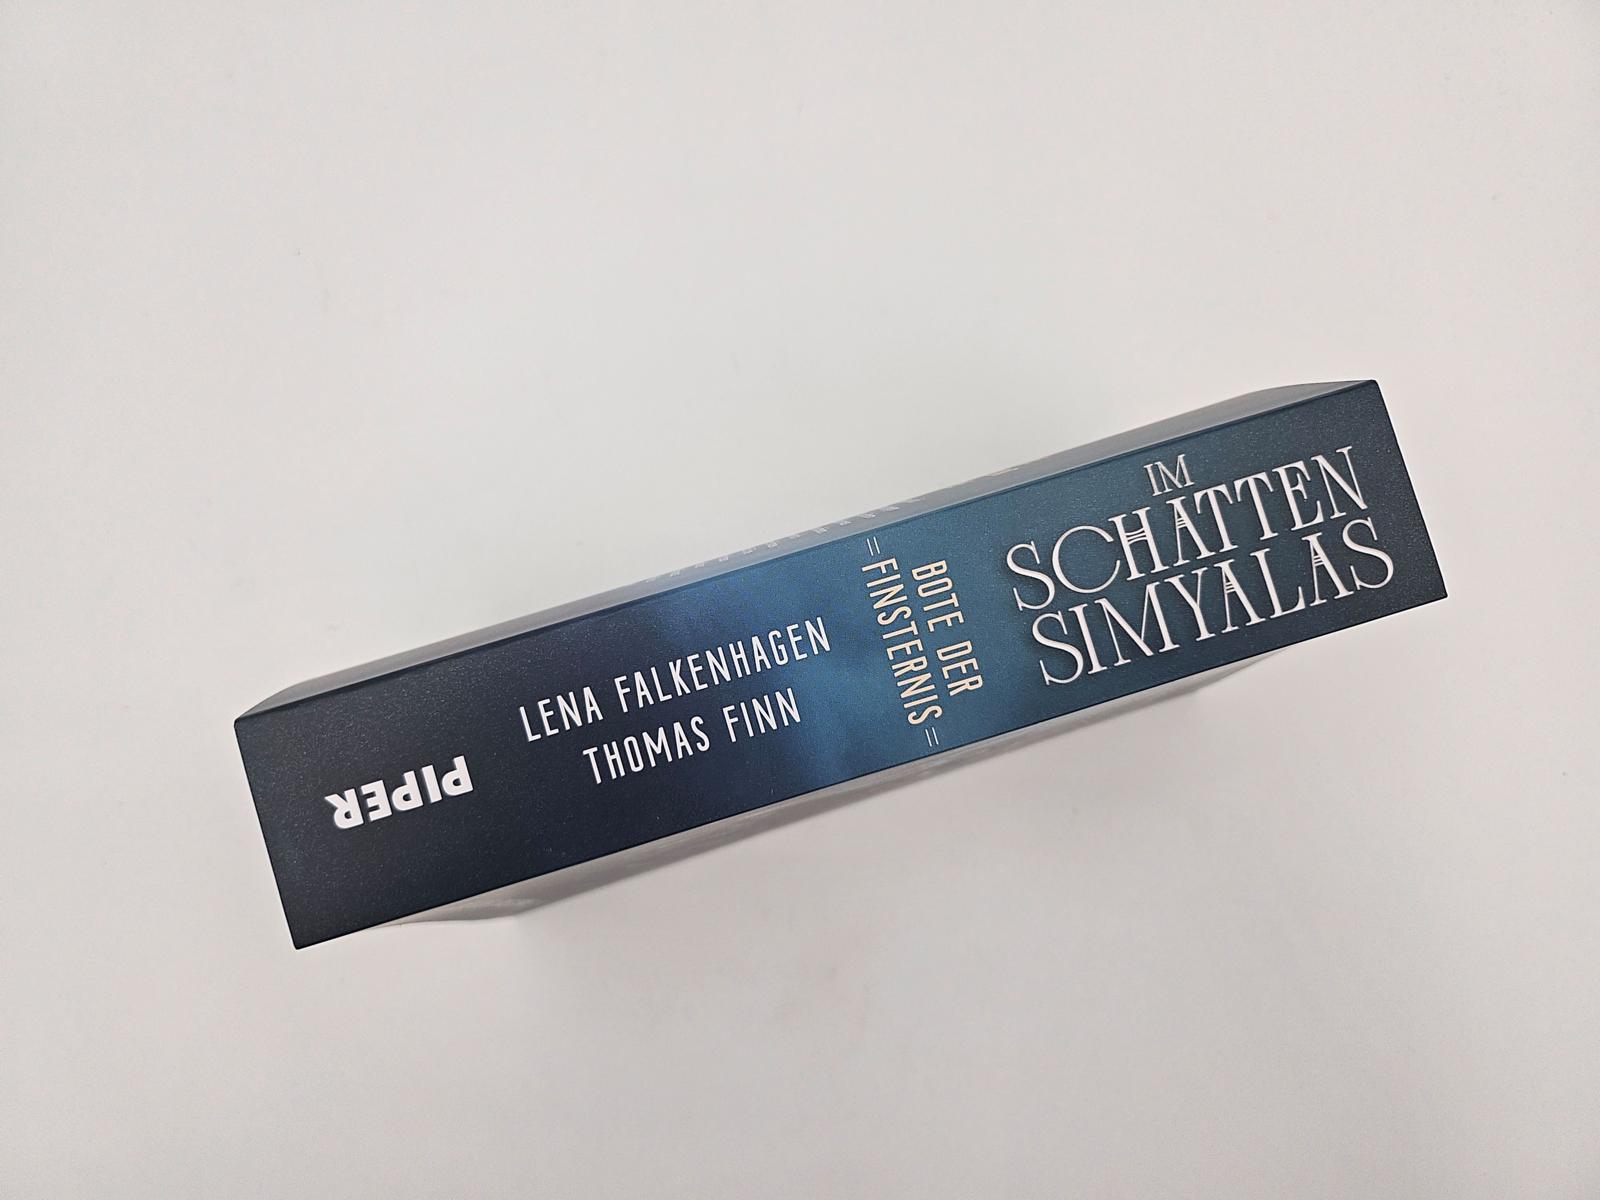 IM
SCHATTEN
SIMYALAS
BOTE DER
=FINSTERNIS=
LENA FALKENHAGEN
THOMAS FINN
PIPER